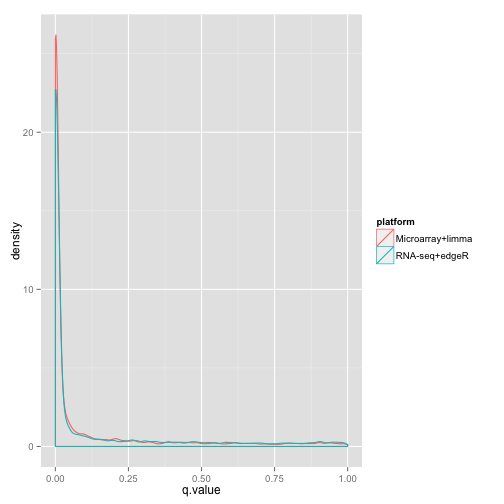 20
10
0
density
0.00 0.25 0.50 0.75 1.00
q.value
platform
Microarray+limma
RNA-seq+edgeR